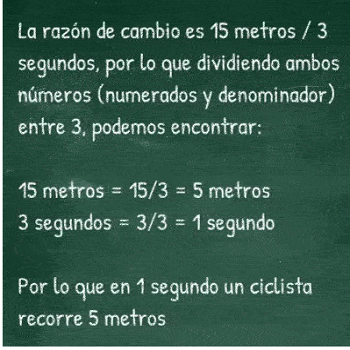 La razón de cambio es 15 metros / 3
segundos, por lo que dividiendo ambos
números (numerados y denominador)
entre 3, podemos encontrar:
15 metros = 15/3 = 5 metros
3 segundos = 3/3 = 1 segundo
Por lo que en 1 segundo un ciclista
recorre 5 metros